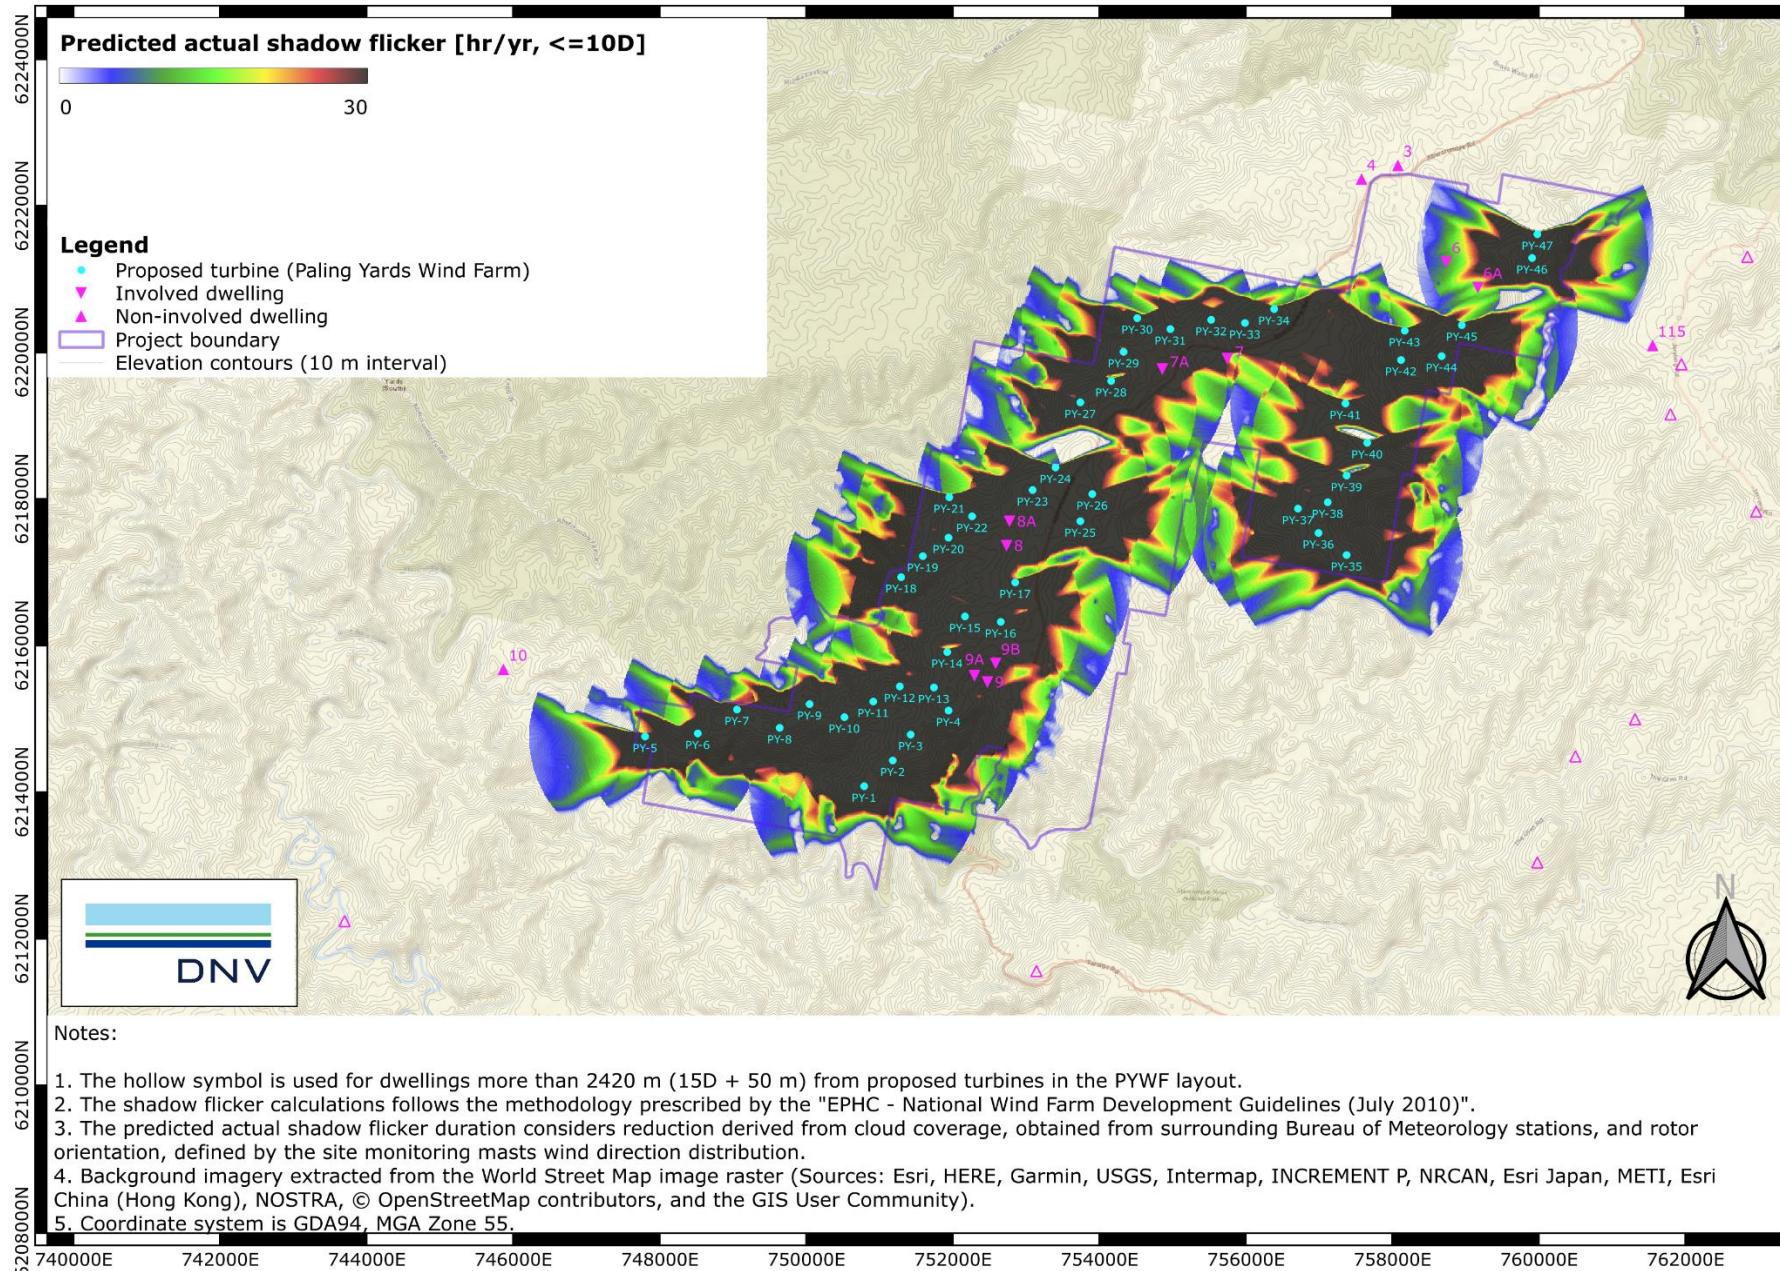 Predicted actual shadow flicker [hr/yr, <=10D]
0 30
Legend
Proposed turbine (Paling Yards Wind Farm)
Involved dwelling
Non-involved dwelling
Project boundary
Elevation contours (10 m interval)
6224000N
6222000N
6220000N
6218000N
6216000N
6214000N
6212000N
6210000N
6208000N
3
4
6
6A
PY-47
PY-46
115
PY-34
PY-30
PY-32
PY-33
PY-31
PY-45
PY-43
7
7A
PY-29
PY-42
PY-44
PY-28
PY-27
PY-41
PY-40
PY-24
PY-39
PY-23
PY-26
PY-21
PY-38
PY-37
8A
PY-22
PY-25
PY-20
8
PY-36
PY-19
PY-35
PY-18
PY-17
PY-15
PY-16
10
9B
9A
PY-14
9
PY-12
PY-13
PY-11
PY-9
PY-7
PY-10
PY-4
PY-5
PY-6
PY-8
PY-3
PY-2
PY-1
DNV
N
Notes:
1. The hollow symbol is used for dwellings more than 2420 m (15D + 50 m) from proposed turbines in the PYWF layout.
2. The shadow flicker calculations follows the methodology prescribed by the "EPHC - National Wind Farm Development Guidelines (July 2010)".
3. The predicted actual shadow flicker duration considers reduction derived from cloud coverage, obtained from surrounding Bureau of Meteorology stations, and rotor
orientation, defined by the site monitoring masts wind direction distribution.
4. Background imagery extracted from the World Street Map image raster (Sources: Esri, HERE, Garmin, USGS, Intermap, INCREMENT P, NRCAN, Esri Japan, METI, Esri
China (Hong Kong), NOSTRA, © OpenStreetMap contributors, and the GIS User Community).
5. Coordinate system is GDA94, MGA Zone 55.
740000E 742000E 744000E 746000E 748000E 750000E 752000E 754000E 756000E 758000E 760000E 762000E